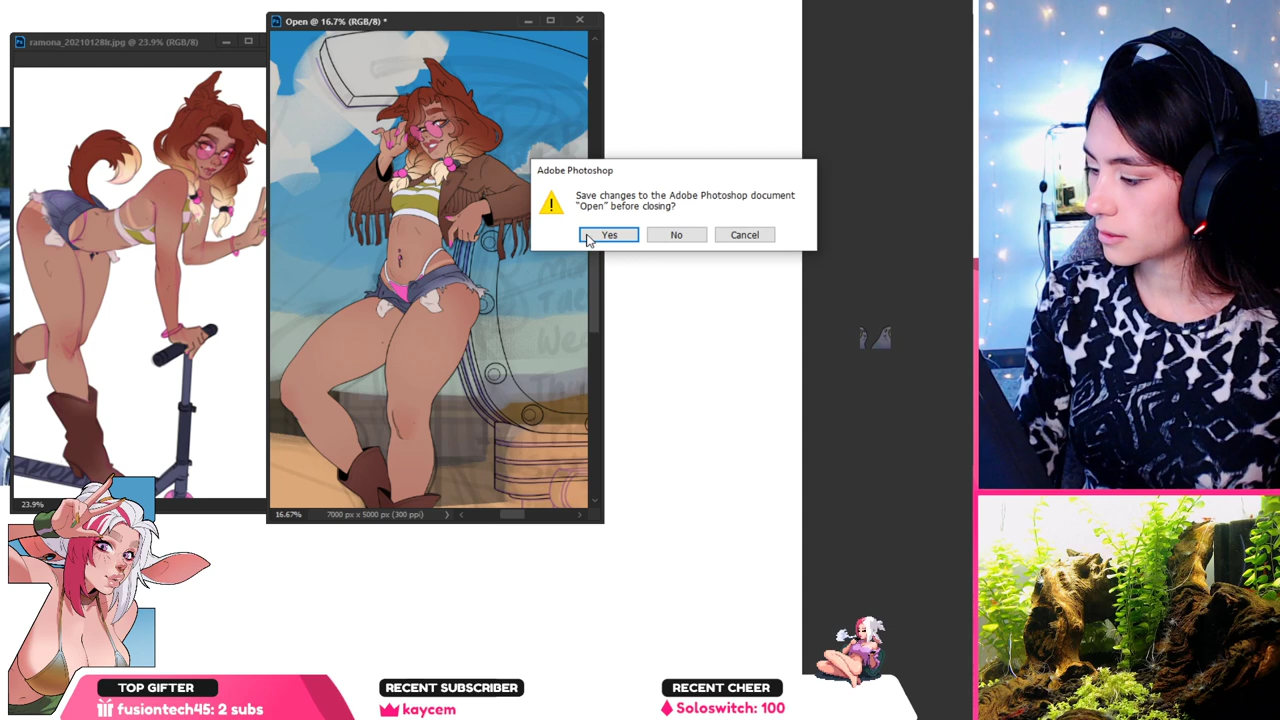 ramona_20210128lr.jpg @ 23.9% (RGB/8)
Open @ 16.7% (RGB/8) *
Adobe Photoshop
Save changes to the Adobe Photoshop document
"Open" before closing?
Yes
No
Cancel
23.9%
16.67%
7000 px x 5000 px (300 ppi)
TOP GIFTER
fusiontech45: 2 subs
RECENT SUBSCRIBER
kaycem
RECENT CHEER
Soloswitch: 100